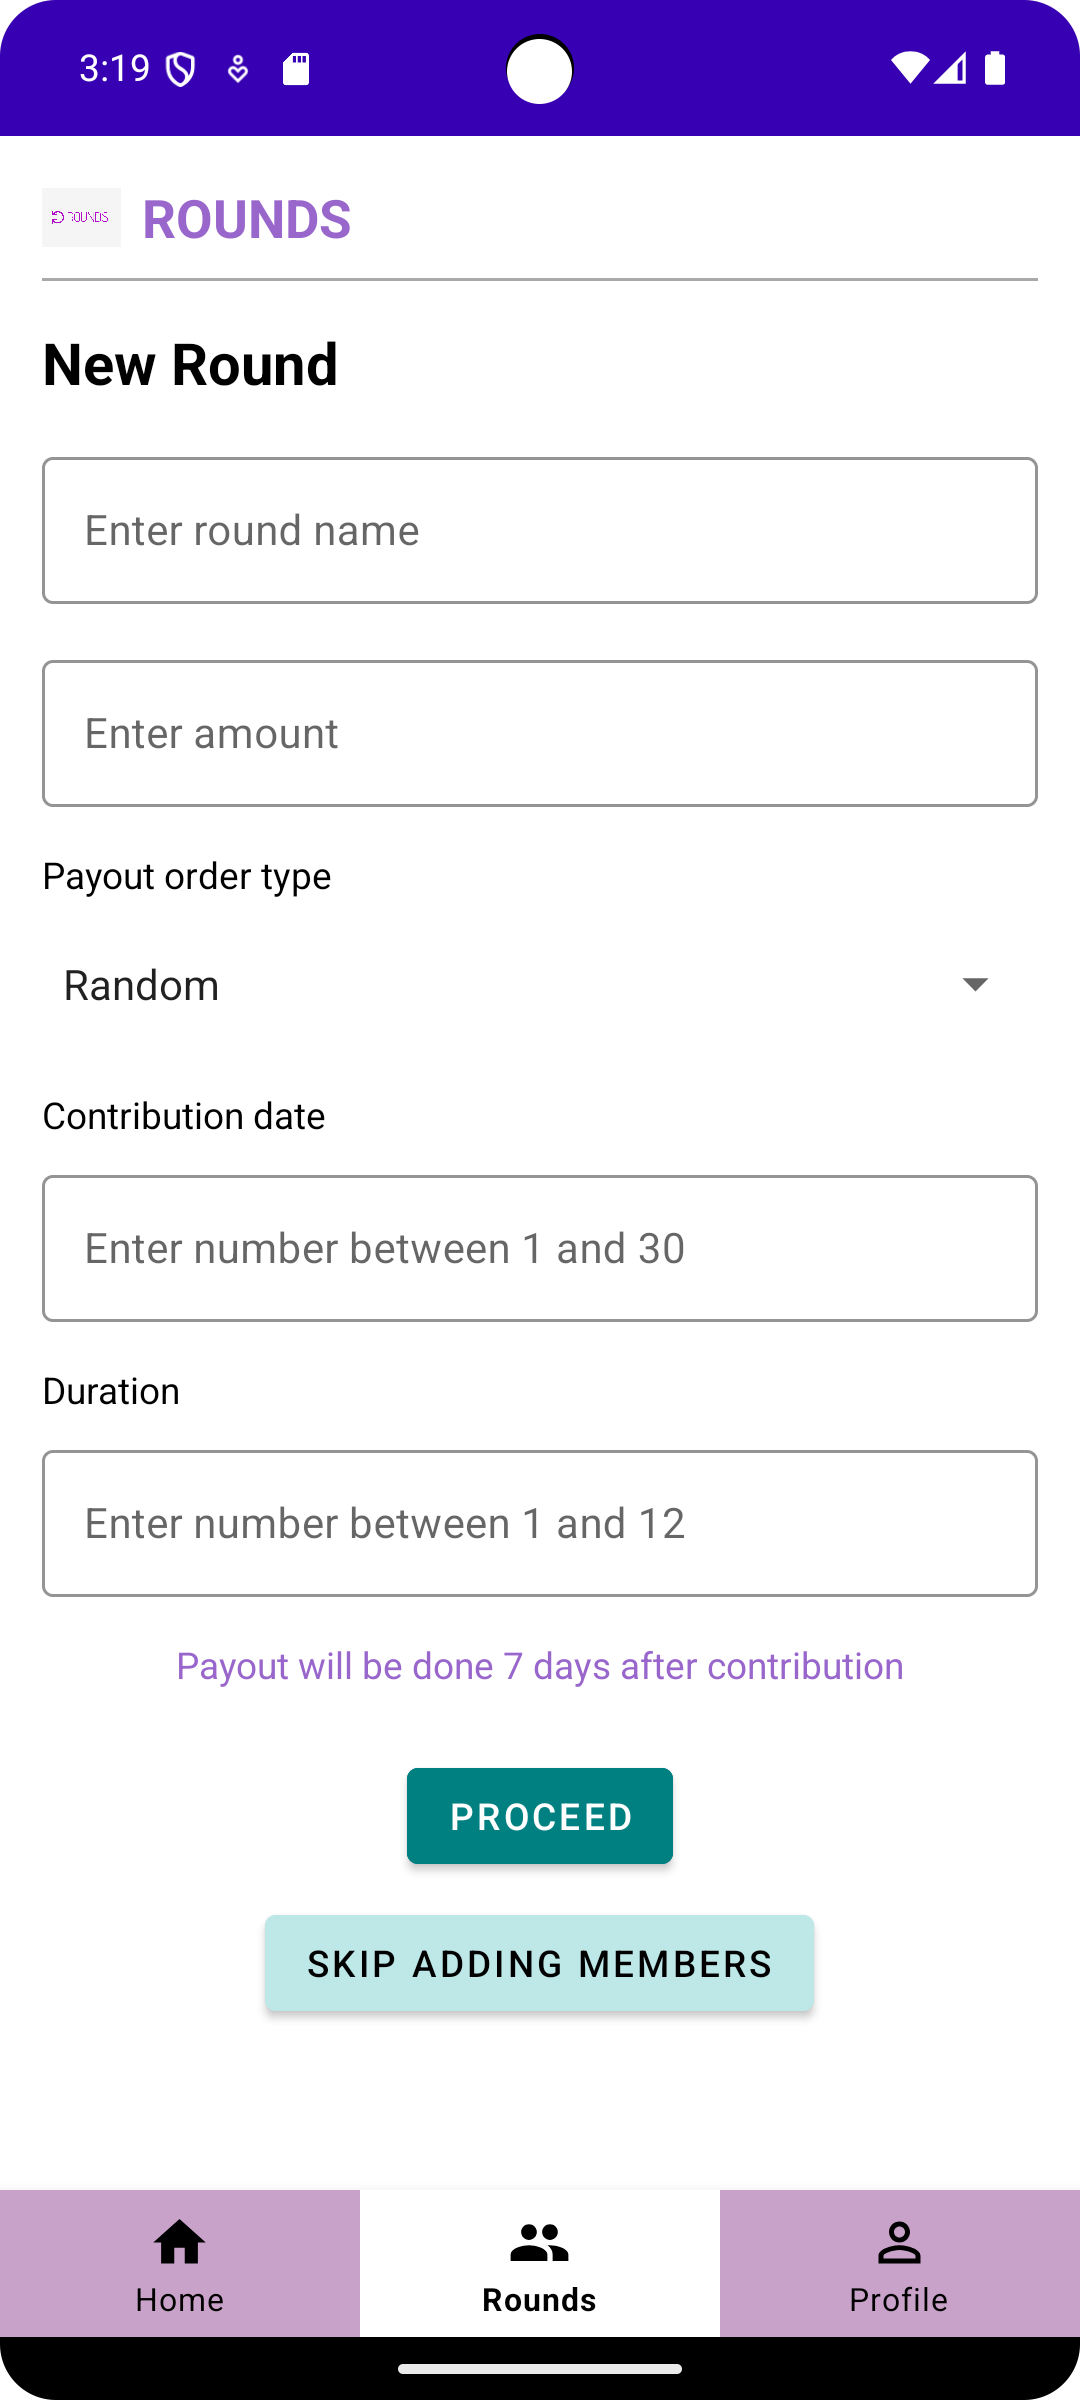 3:19
ROUNDS
ROUNDS
New Round
Enter round name
Enter amount
Payout order type
Random
Contribution date
Enter number between 1 and 30
Duration
Enter number between 1 and 12
Payout will be done 7 days after contribution
PROCEED
SKIP ADDING MEMBERS
Home
Rounds
Profile